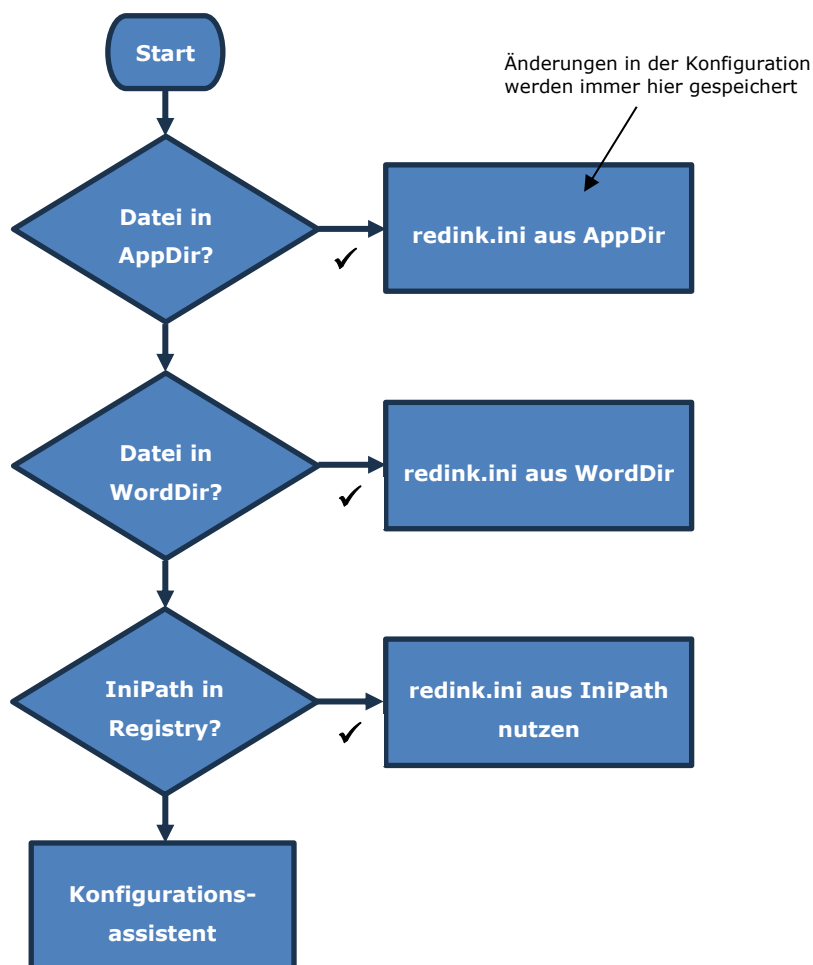 Start
Änderungen in der Konfiguration
werden immer hier gespeichert
Datei in
AppDir?
✓
redink.ini aus AppDir
Datei in
WordDir?
✓
redink.ini aus WordDir
IniPath in
Registry?
✓
redink.ini aus IniPath
nutzen
Konfigurations-
assistent